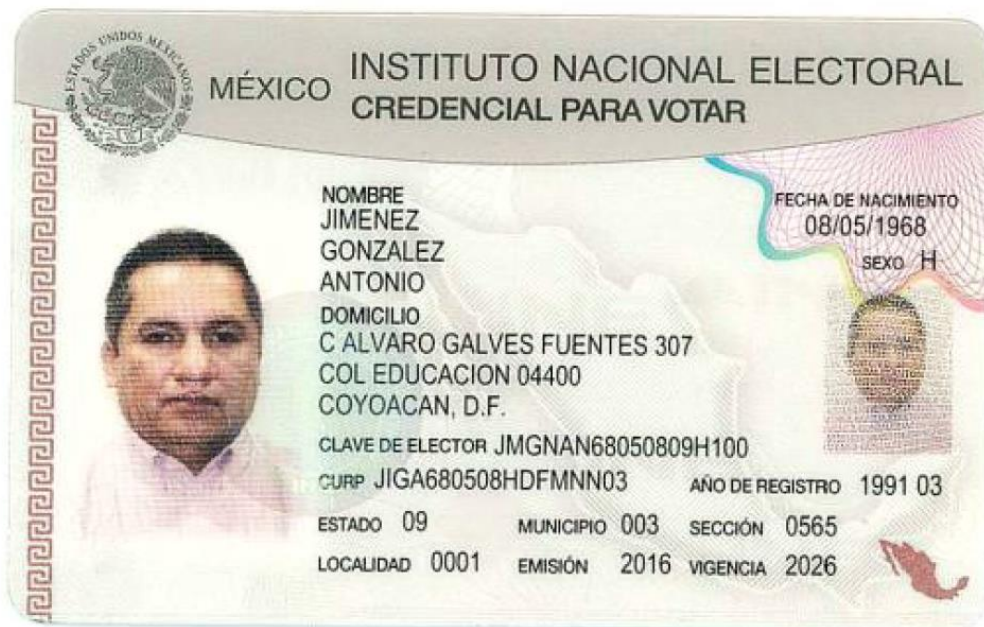 ESTADOS UNIDOS MEXICANOS
MÉXICO
INSTITUTO NACIONAL ELECTORAL
CREDENCIAL PARA VOTAR
NOMBRE
JIMENEZ
GONZALEZ
ANTONIO
FECHA DE NACIMIENTO
08/05/1968
SEXO H
DOMICILIO
C ALVARO GALVES FUENTES 307
COL EDUCACION 04400
COYOACAN, D.F.
CLAVE DE ELECTOR JMGNAN68050809H100
CURP JIGA680508HDFMNN03 AÑO DE REGISTRO 1991 03
ESTADO 09 MUNICIPIO 003 SECCIÓN 0565
LOCALIDAD 0001 EMISIÓN 2016 VIGENCIA 2026